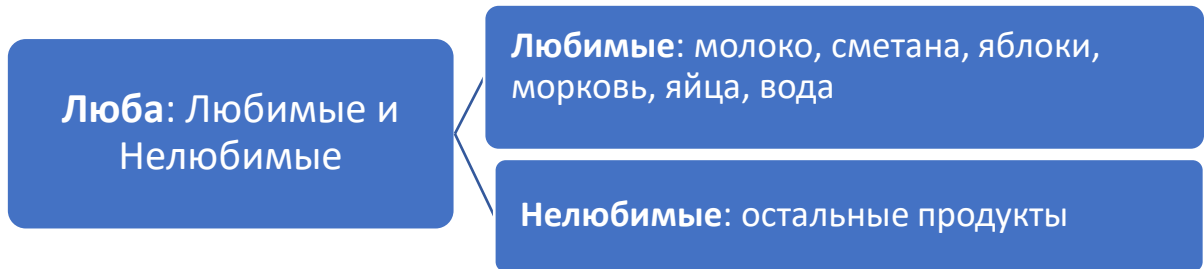 Люба: Любимые и
Нелюбимые
Любимые: молоко, сметана, яблоки,
морковь, яйца, вода
Нелюбимые: остальные продукты